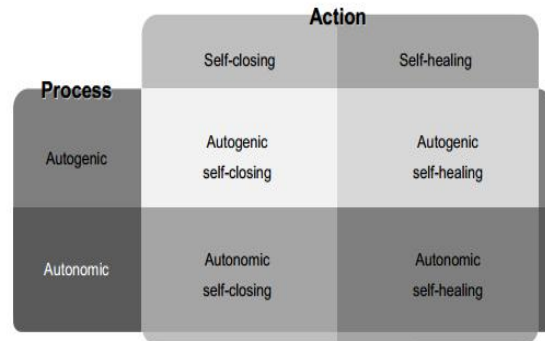 Action
Self-closing Self-healing
Process
Autogenic
Autogenic
self-closing
Autogenic
self-healing
Autonomic
Autonomic
self-closing
Autonomic
self-healing